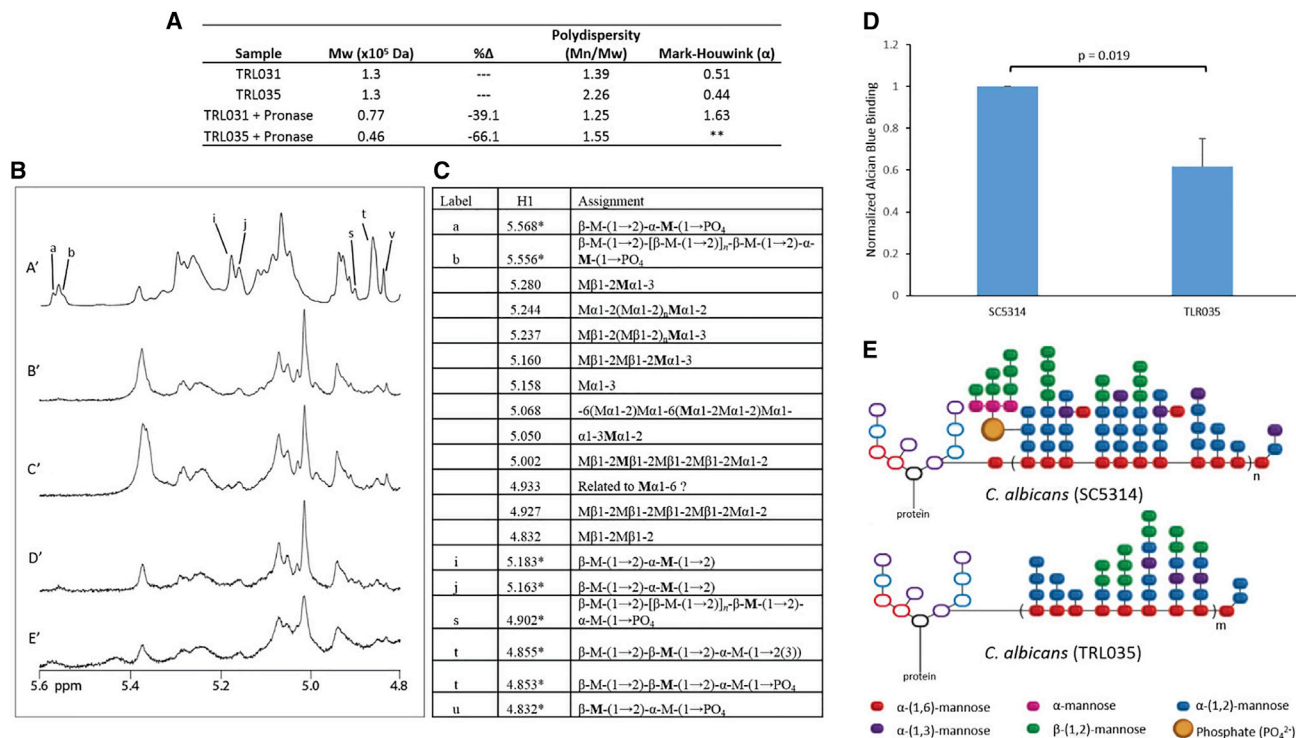 A
Sample Mw (x10⁵ Da) %Δ Polydispersity (Mn/Mw) Mark-Houwink (α)
TRL031 1.3 --- 1.39 0.51
TRL035 1.3 --- 2.26 0.44
TRL031 + Pronase 0.77 -39.1 1.25 1.63
TRL035 + Pronase 0.46 -66.1 1.55 **
B
a
b
i
j
t
s
v
A'
B'
C'
D'
E'
5.6 ppm 5.4 5.2 5.0 4.8
C
Label H1 Assignment
a 5.568* β-M-(1→2)-α-M-(1→PO₄
b 5.556* β-M-(1→2)-[β-M-(1→2)]n-β-M-(1→2)-α-M-(1→PO₄
5.280 Mβ1-2Mα1-3
5.244 Mα1-2(Mα1-2)nMα1-2
5.237 Mβ1-2(Mβ1-2)nMα1-3
5.160 Mβ1-2Mβ1-2Mα1-3
5.158 Mα1-3
5.068 -6(Mα1-2)Mα1-6(Mα1-2Mα1-2)Mα1-
5.050 α1-3Mα1-2
5.002 Mβ1-2Mβ1-2Mβ1-2Mβ1-2Mα1-2
4.933 Related to Mα1-6 ?
4.927 Mβ1-2Mβ1-2Mβ1-2Mβ1-2Mα1-2
4.832 Mβ1-2Mβ1-2
i 5.183* β-M-(1→2)-α-M-(1→2)
j 5.163* β-M-(1→2)-α-M-(1→2)
s 4.902* β-M-(1→2)-[β-M-(1→2)]n-β-M-(1→2)-α-M-(1→PO₄
t 4.855* β-M-(1→2)-β-M-(1→2)-α-M-(1→2(3))
t 4.853* β-M-(1→2)-β-M-(1→2)-α-M-(1→PO₄
u 4.832* β-M-(1→2)-α-M-(1→PO₄
D
Normalized Alcian Blue Binding
1.2
1
0.8
0.6
0.4
0.2
0
p = 0.019
SC5314 TLR035
E
protein
n
C. albicans (SC5314)
protein
m
C. albicans (TRL035)
α-(1,6)-mannose α-mannose α-(1,2)-mannose
α-(1,3)-mannose β-(1,2)-mannose Phosphate (PO₄²⁻)